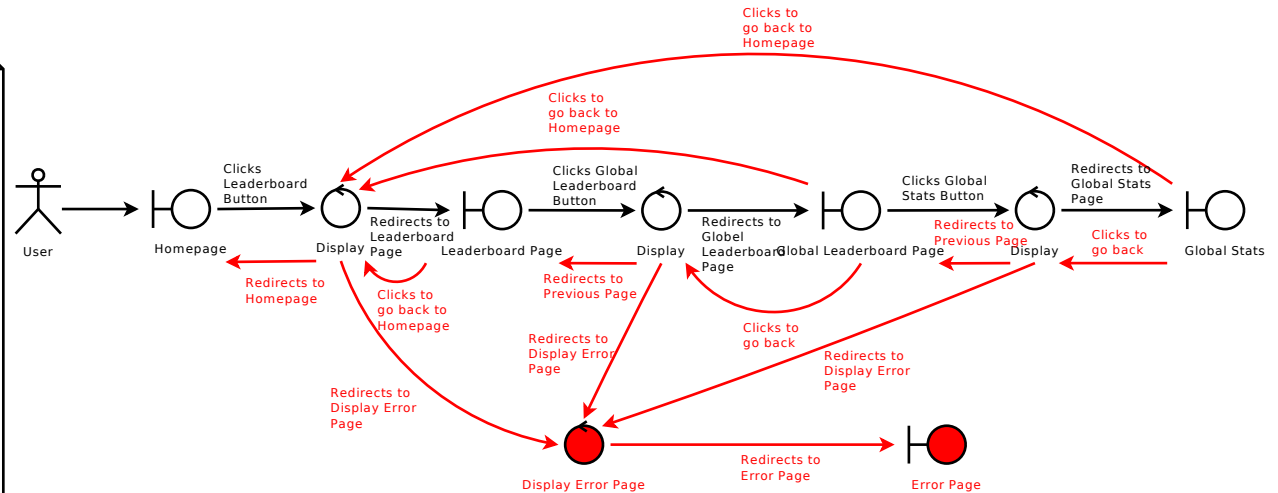 Clicks to
go back to
Homepage
Clicks to
go back to
Homepage
Clicks
Leaderboard
Button
Clicks Global
Leaderboard
Button
Clicks Global
Stats Button
Redirects to
Global Stats
Page
Redirects to
Leaderboard
Page
Redirects to
Globel
Leaderboard
Page
Redirects to
Previous Page
Clicks to
go back
User
Homepage
Display
Leaderboard Page
Display
Global Leaderboard Page
Display
Global Stats
Redirects to
Homepage
Clicks to
go back to
Homepage
Redirects to
Previous Page
Clicks to
go back
Redirects to
Display Error
Page
Redirects to
Display Error
Page
Redirects to
Display Error
Page
Redirects to
Error Page
Display Error Page
Error Page